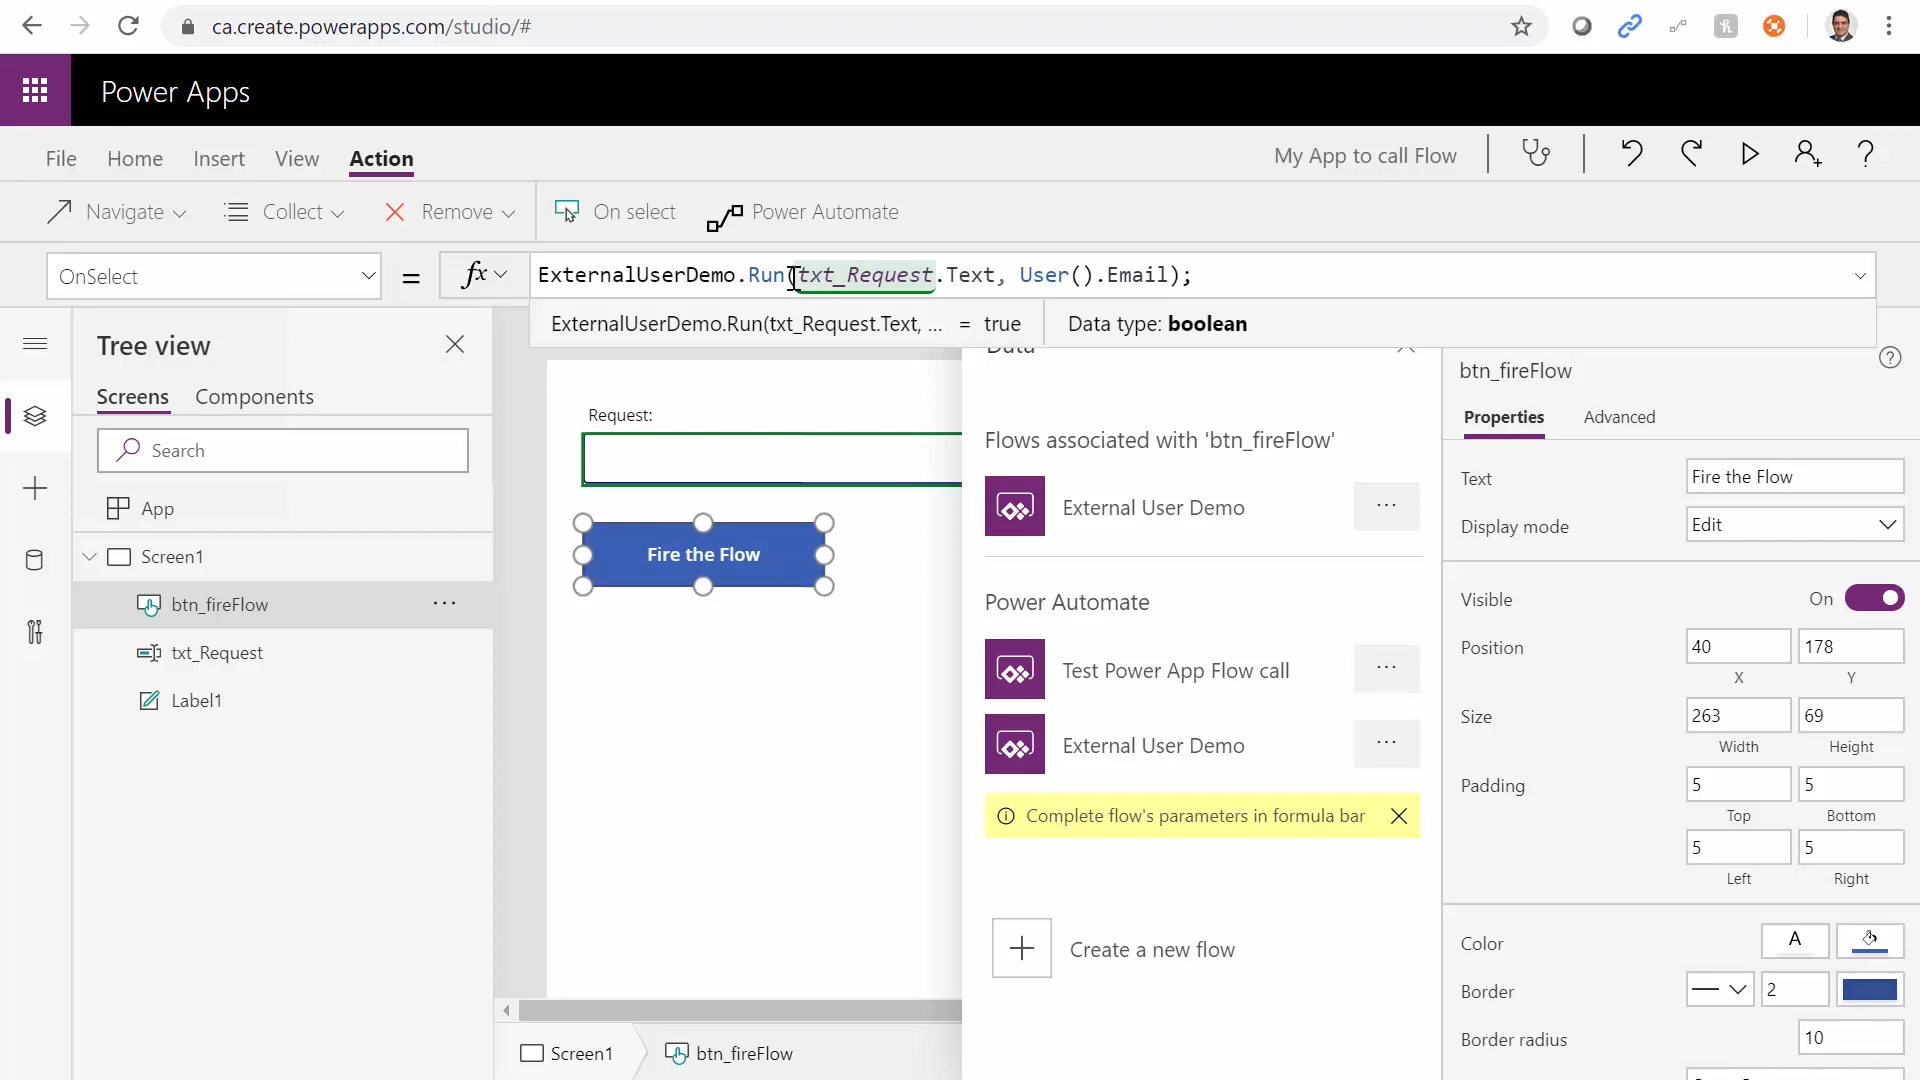 ca.create.powerapps.com/studio/#
Power Apps
File Home Insert View Action
My App to call Flow
Navigate Collect Remove On select Power Automate
OnSelect = fx ExternalUserDemo.Run(txt_Request.Text, User().Email);
ExternalUserDemo.Run(txt_Request.Text, ... = true Data type: boolean
Tree view
Screens Components
Search
App
Screen1
btn_fireFlow
txt_Request
Label1
Request:
Fire the Flow
Data
Flows associated with 'btn_fireFlow'
External User Demo
Power Automate
Test Power App Flow call
External User Demo
Complete flow's parameters in formula bar
Create a new flow
btn_fireFlow
Properties Advanced
Text Fire the Flow
Display mode Edit
Visible On
Position 40 178
X Y
Size 263 69
Width Height
Padding 5 5
Top Bottom
5 5
Left Right
Color A
Border 2
Border radius 10
Screen1 btn_fireFlow